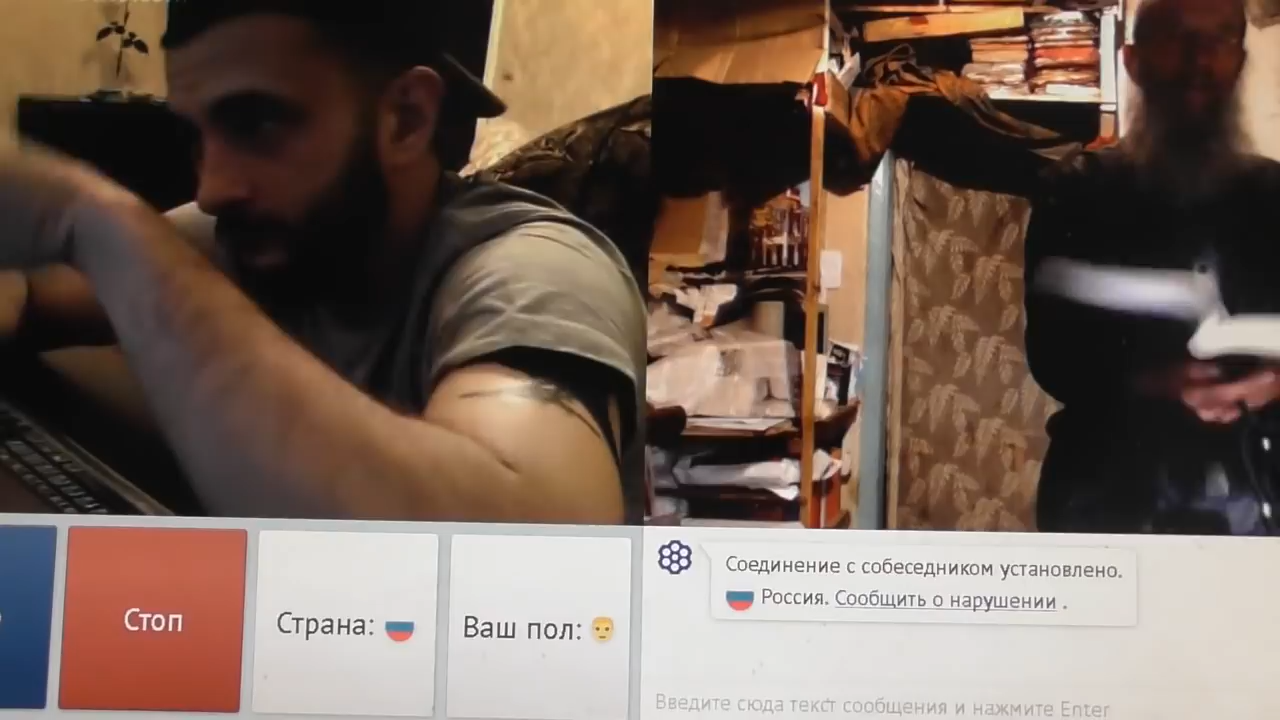 Стоп
Страна:
Ваш пол:
Соединение с собеседником установлено.
Россия. Сообщить о нарушении .
Введите сюда текст сообщения и нажмите Enter